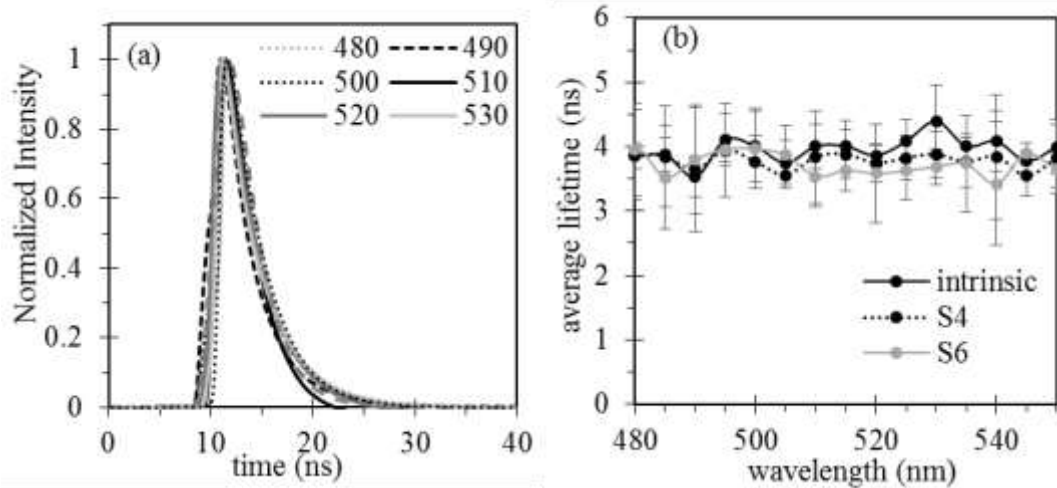 (a)
480 490
500 510
520 530
Normalized Intensity
1
0.8
0.6
0.4
0.2
0
0 10 20 30 40
time (ns)
(b)
average lifetime (ns)
6
5
4
3
2
1
0
intrinsic
S4
S6
480 500 520 540
wavelength (nm)